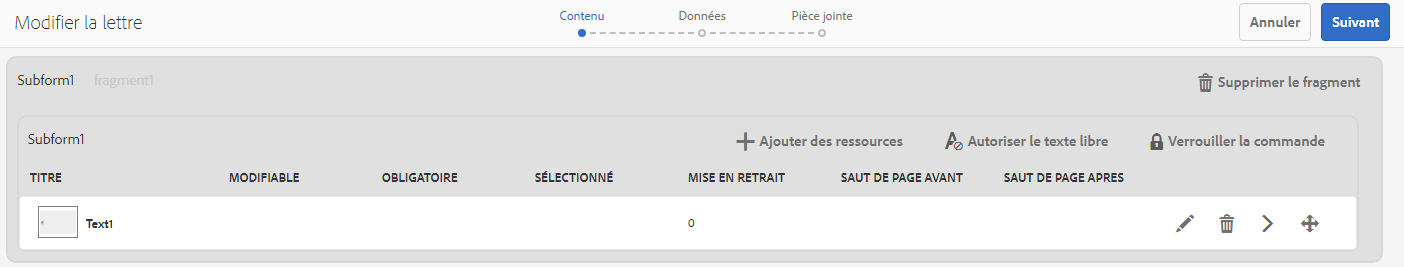 Modifier la lettre
Contenu Données Pièce jointe
Annuler Suivant
Subform1 fragment1 Supprimer le fragment
Subform1 Ajouter des ressources Autoriser le texte libre Verrouiller la commande
TITRE MODIFIABLE OBLIGATOIRE SÉLECTIONNÉ MISE EN RETRAIT SAUT DE PAGE AVANT SAUT DE PAGE APRES
Text1 0